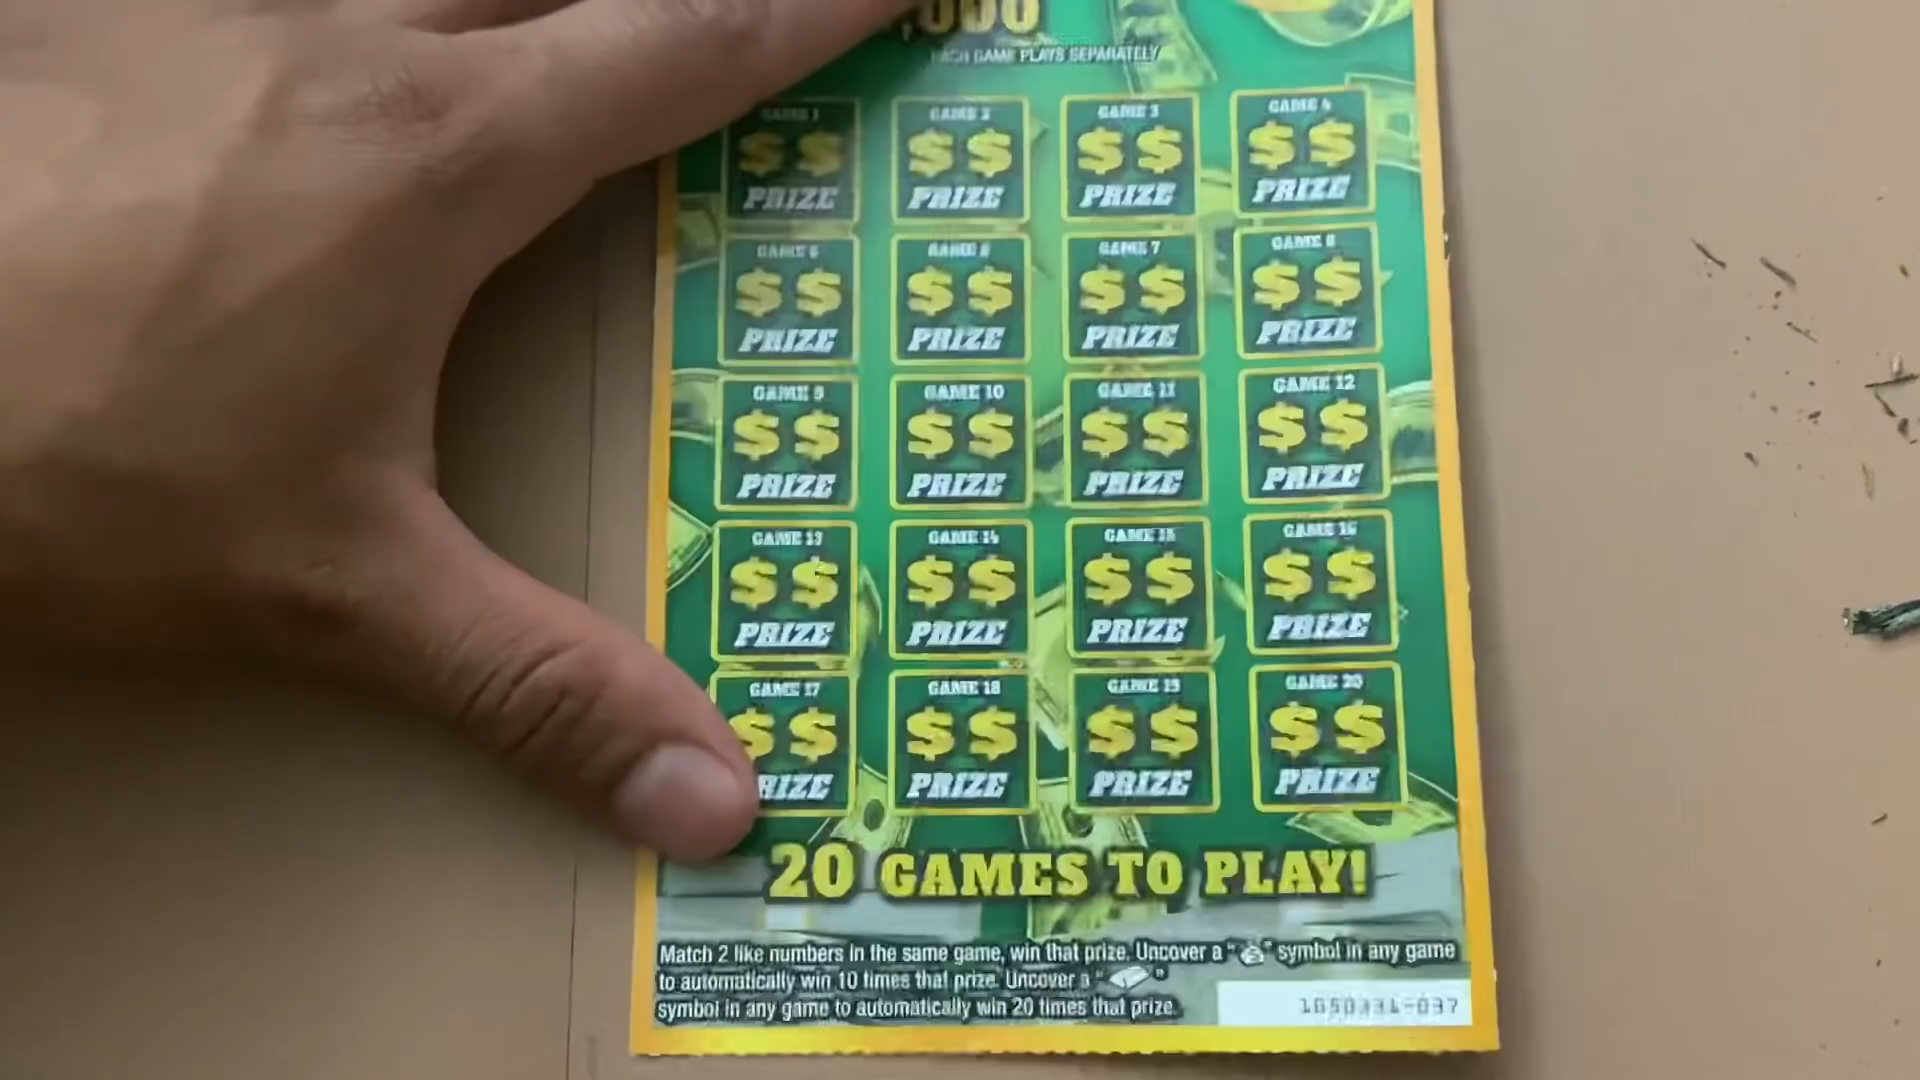 ,000
EACH GAME PLAYS SEPARATELY
GAME 1 GAME 2 GAME 3 GAME 4
$$ $$ $$ $$
PRIZE PRIZE PRIZE PRIZE
GAME 5 GAME 6 GAME 7 GAME 8
$$ $$ $$ $$
PRIZE PRIZE PRIZE PRIZE
GAME 9 GAME 10 GAME 11 GAME 12
$$ $$ $$ $$
PRIZE PRIZE PRIZE PRIZE
GAME 13 GAME 14 GAME 15 GAME 16
$$ $$ $$ $$
PRIZE PRIZE PRIZE PRIZE
GAME 17 GAME 18 GAME 19 GAME 20
$$ $$ $$ $$
PRIZE PRIZE PRIZE PRIZE
20 GAMES TO PLAY!
Match 2 like numbers in the same game, win that prize. Uncover a " " symbol in any game
to automatically win 10 times that prize. Uncover a " "
symbol in any game to automatically win 20 times that prize.